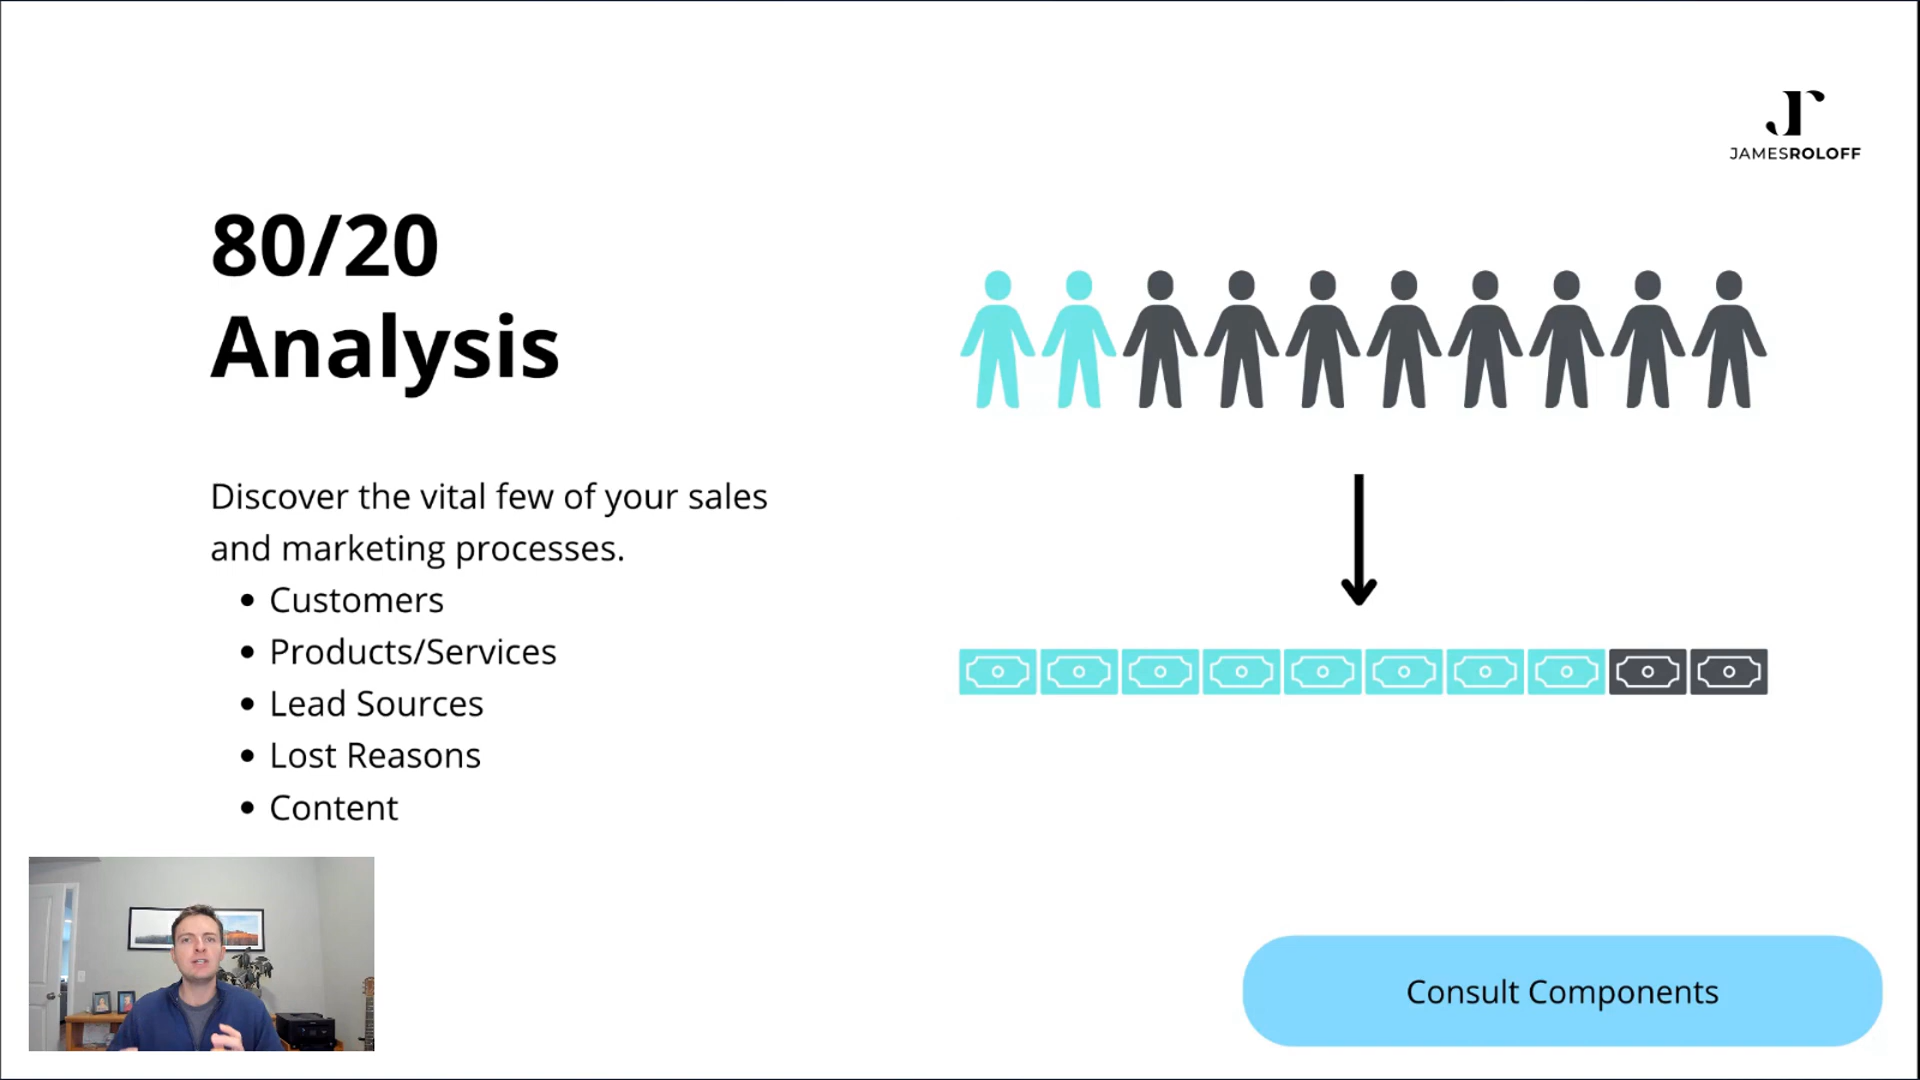 JAMESROLOFF
80/20
Analysis
Discover the vital few of your sales
and marketing processes.
• Customers
• Products/Services
• Lead Sources
• Lost Reasons
• Content
Consult Components